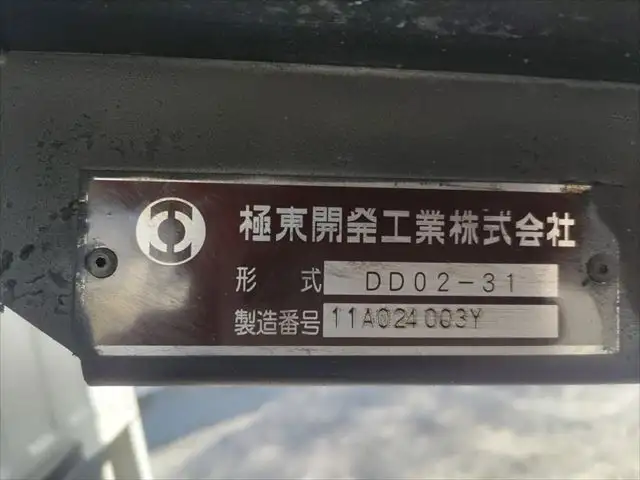 極東開発工業株式会社
形 式 DD02-31
製造番号 11A024003Y